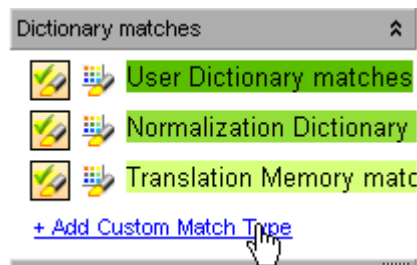 Dictionary matches
User Dictionary matches
Normalization Dictionary
Translation Memory matc
+ Add Custom Match Type